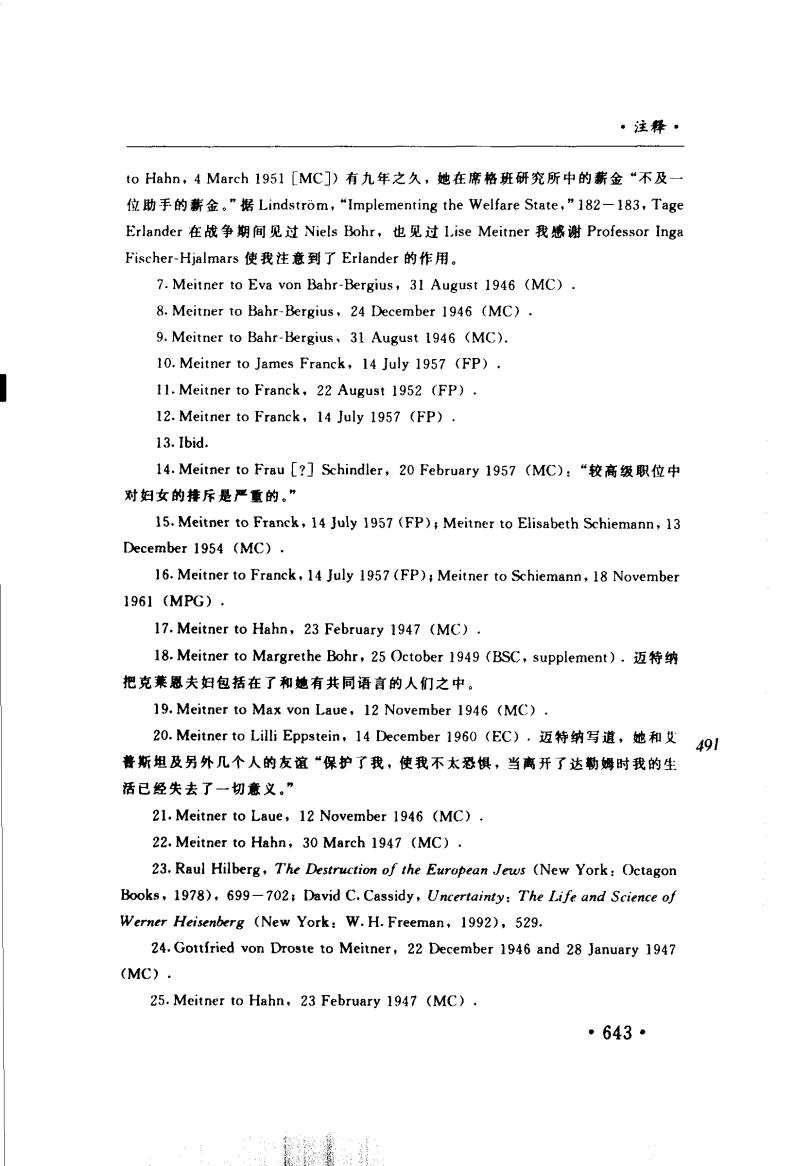 ·注释·
to Hahn, 4 March 1951 [MC]) 有九年之久，她在席格班研究所中的薪金“不及一
位助手的薪金。”据 Lindström, “Implementing the Welfare State,” 182－183, Tage
Erlander 在战争期间见过 Niels Bohr, 也见过 Lise Meitner 我感谢 Professor Inga
Fischer-Hjalmars 使我注意到了 Erlander 的作用。
7. Meitner to Eva von Bahr-Bergius, 31 August 1946 (MC) .
8. Meitner to Bahr-Bergius, 24 December 1946 (MC) .
9. Meitner to Bahr-Bergius, 31 August 1946 (MC).
10. Meitner to James Franck, 14 July 1957 (FP) .
11. Meitner to Franck, 22 August 1952 (FP) .
12. Meitner to Franck, 14 July 1957 (FP) .
13. Ibid.
14. Meitner to Frau [?] Schindler, 20 February 1957 (MC)：“较高级职位中
对妇女的排斥是严重的。”
15. Meitner to Franck, 14 July 1957 (FP); Meitner to Elisabeth Schiemann, 13
December 1954 (MC) .
16. Meitner to Franck, 14 July 1957 (FP); Meitner to Schiemann, 18 November
1961 (MPG) .
17. Meitner to Hahn, 23 February 1947 (MC) .
18. Meitner to Margrethe Bohr, 25 October 1949 (BSC, supplement) . 迈特纳
把克莱恩夫妇包括在了和她有共同语言的人们之中。
19. Meitner to Max von Laue, 12 November 1946 (MC) .
20. Meitner to Lilli Eppstein, 14 December 1960 (EC) . 迈特纳写道，她和艾
普斯坦及另外几个人的友谊“保护了我，使我不太恐惧，当离开了达勒姆时我的生
活已经失去了一切意义。”
491
21. Meitner to Laue, 12 November 1946 (MC) .
22. Meitner to Hahn, 30 March 1947 (MC) .
23. Raul Hilberg, The Destruction of the European Jews (New York: Octagon
Books, 1978), 699－702; David C. Cassidy, Uncertainty: The Life and Science of
Werner Heisenberg (New York: W. H. Freeman, 1992), 529.
24. Gottfried von Droste to Meitner, 22 December 1946 and 28 January 1947
(MC) .
25. Meitner to Hahn, 23 February 1947 (MC) .
·643·